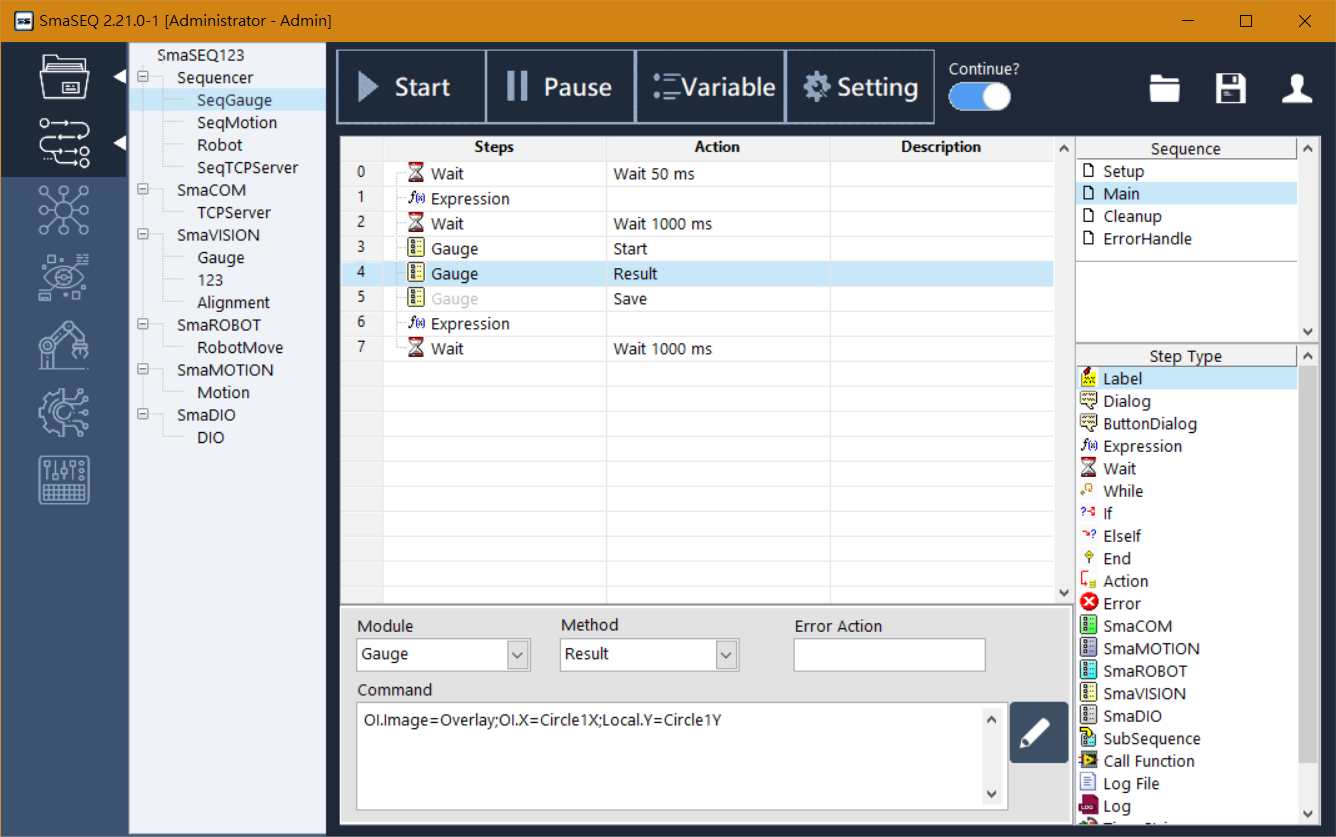 SmaSEQ 2.21.0-1 [Administrator - Admin]
SmaSEQ123
Sequencer
SeqGauge
SeqMotion
Robot
SeqTCPServer
SmaCOM
TCPServer
SmaVISION
Gauge
123
Alignment
SmaROBOT
RobotMove
SmaMOTION
Motion
SmaDIO
DIO
Start
Pause
Variable
Setting
Continue?
Steps Action Description
0 Wait Wait 50 ms
1 f(x) Expression
2 Wait Wait 1000 ms
3 Gauge Start
4 Gauge Result
5 Gauge Save
6 f(x) Expression
7 Wait Wait 1000 ms
Module
Gauge
Method
Result
Error Action
Command
OI.Image=Overlay;OI.X=Circle1X;Local.Y=Circle1Y
Sequence
Setup
Main
Cleanup
ErrorHandle
Step Type
Label
Dialog
ButtonDialog
f(x) Expression
Wait
While
If
ElseIf
End
Action
Error
SmaCOM
SmaMOTION
SmaROBOT
SmaVISION
SmaDIO
SubSequence
Call Function
Log File
LOG Log